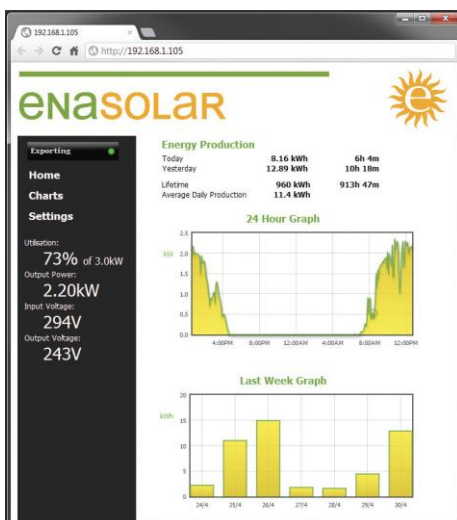 192.168.1.105
http://192.168.1.105
enasolar
e
Exporting
Home
Charts
Settings
Utilisation:
73% of 3.0kW
Output Power:
2.20kW
Input Voltage:
294V
Output Voltage:
243V
Energy Production
Today 8.16 kWh 6h 4m
Yesterday 12.89 kWh 10h 18m
Lifetime 960 kWh 913h 47m
Average Daily Production 11.4 kWh
24 Hour Graph
kW
2.5
2.0
1.5
1.0
0.5
0.0
4:00PM 8:00PM 12:00AM 4:00AM 8:00AM 12:00PM
Last Week Graph
kWh
20
15
10
5
0
24/4 25/4 26/4 27/4 28/4 29/4 30/4